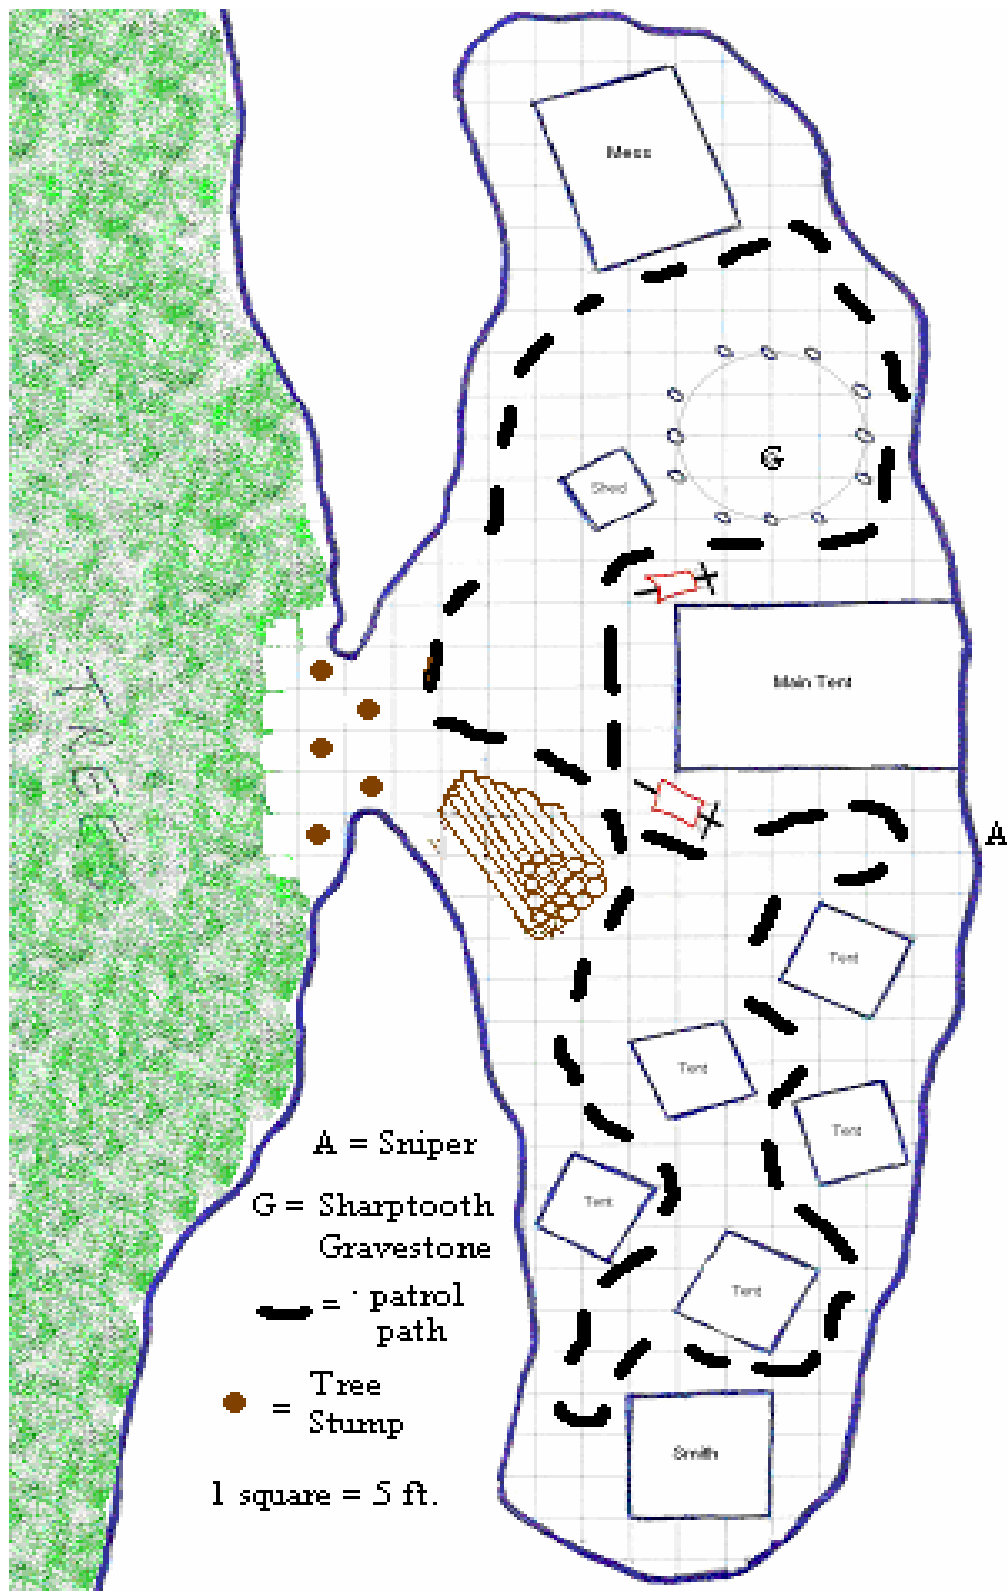 Mess
Shed
G
Main Tent
A
TREE
Tent
Tent
Tent
Tent
Tent
Smith
A = Sniper
G = Sharptooth
Gravestone
= patrol
path
= Tree
Stump
1 square = 5 ft.